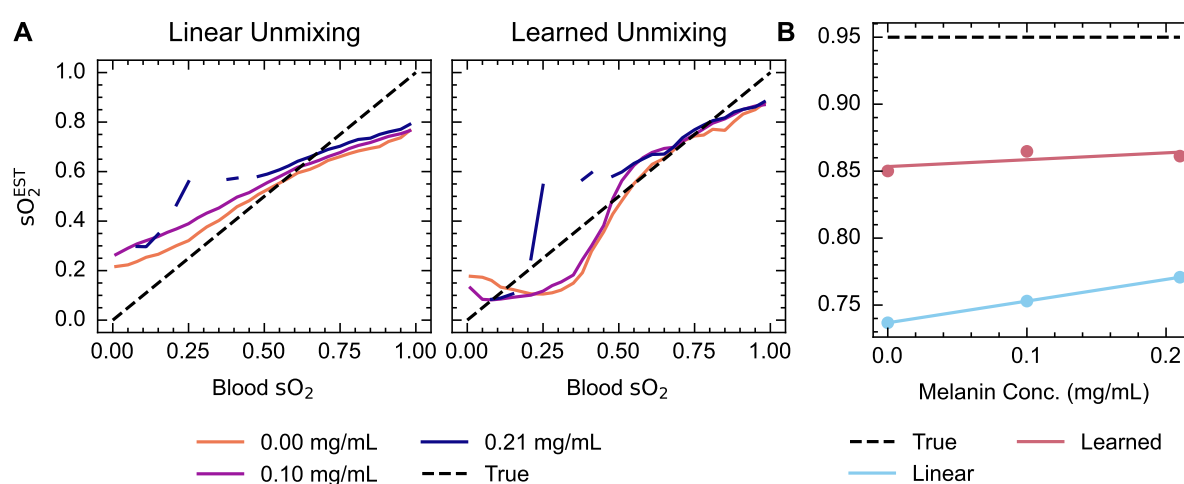 A Linear Unmixing Learned Unmixing B
sO₂ᴱˢᵀ
1.0
0.8
0.6
0.4
0.2
0.0
0.00 0.25 0.50 0.75 1.00
0.00 0.25 0.50 0.75 1.00
Blood sO₂ Blood sO₂
0.95
0.90
0.85
0.80
0.75
0.0 0.1 0.2
Melanin Conc. (mg/mL)
0.00 mg/mL 0.21 mg/mL
0.10 mg/mL True
True Learned
Linear